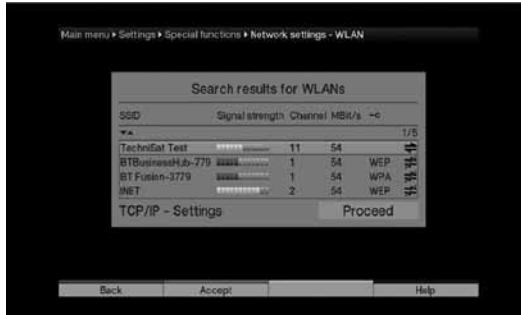 Main menu ▸ Settings ▸ Special functions ▸ Network settings - WLAN
Search results for WLANs
SSID Signal strength Channel MBit/s
1/5
TechniSat Test 11 54
BTBusinessHub-779 1 54 WEP
BT Fusion-3779 1 54 WPA
INET 2 54 WEP
TCP/IP - Settings Proceed
Back Accept Help